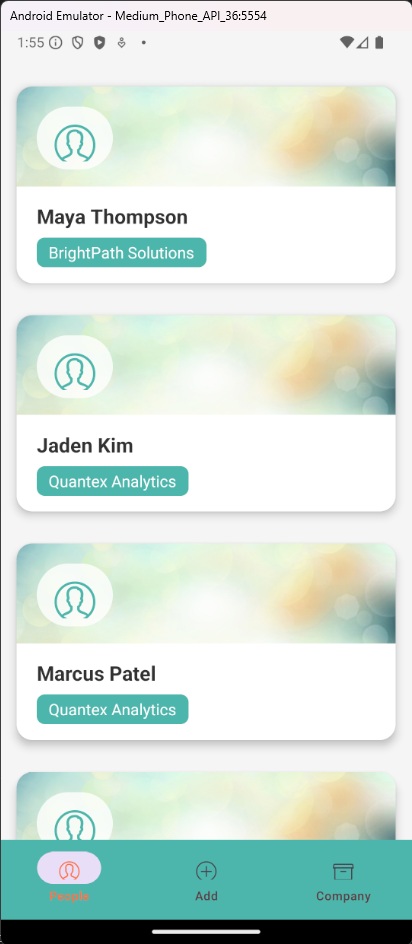 Android Emulator - Medium_Phone_API_36:5554
1:55
Maya Thompson
BrightPath Solutions
Jaden Kim
Quantex Analytics
Marcus Patel
Quantex Analytics
People
Add
Company